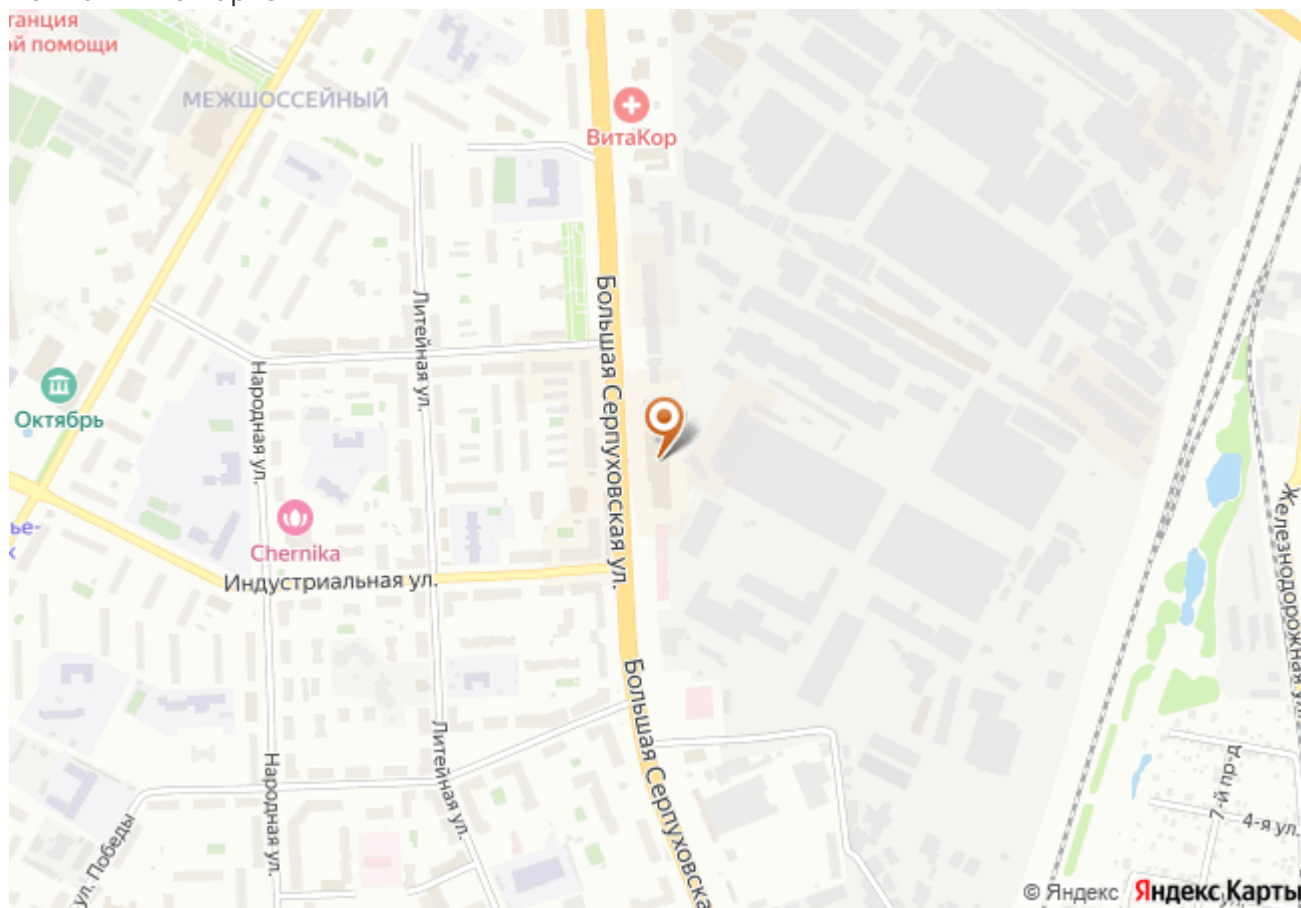 танция
й помощи
МЕЖШОССЕЙНЫЙ
ВитаКор
Большая Серпуховская ул.
Литейная ул.
Народная ул.
Октябрь
Chernika
ье-
к
Индустриальная ул.
Железнодорожная ул.
Большая Серпуховска
Литейная ул.
Народная ул.
ул. Победы
7-й пр-д
4-я ул.
© Яндекс Яндекс Карты